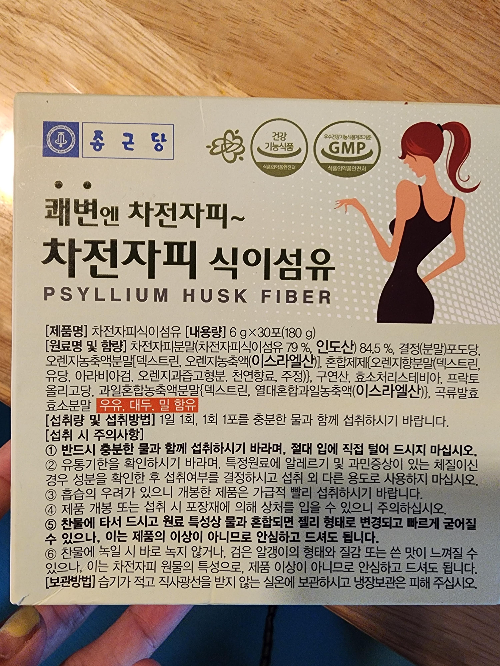 종근당
건강
기능식품
식품의약품안전처
우수건강기능식품제조기준
GMP
식품의약품안전처
쾌변엔 차전자피~
차전자피 식이섬유
PSYLLIUM HUSK FIBER
[제품명] 차전자피식이섬유 [내용량] 6 g×30포(180 g)
[원료명 및 함량] 차전자피분말(차전자피식이섬유 79 %, 인도산) 84.5 %, 결정(분말)포도당,
오렌지농축액분말[덱스트린, 오렌지농축액(이스라엘산)], 혼합제제[오렌지향분말(덱스트린,
유당, 아라비아검, 오렌지과즙고형분, 천연향료, 주정)], 구연산, 효소처리스테비아, 프락토
올리고당, 과일혼합농축액분말[덱스트린, 열대혼합과일농축액(이스라엘산)], 곡류발효
효소분말 우유, 대두, 밀 함유
[섭취량 및 섭취방법] 1일 1회, 1회 1포를 충분한 물과 함께 섭취하시기 바랍니다.
[섭취 시 주의사항]
① 반드시 충분한 물과 함께 섭취하시기 바라며, 절대 입에 직접 털어 드시지 마십시오.
② 유통기한을 확인하시기 바라며, 특정원료에 알레르기 및 과민증상이 있는 체질이신
경우 성분을 확인한 후 섭취여부를 결정하시고 섭취 외 다른 용도로 사용하지 마십시오.
③ 흡습의 우려가 있으니 개봉한 제품은 가급적 빨리 섭취하시기 바랍니다.
④ 제품 개봉 또는 섭취 시 포장재에 의해 상처를 입을 수 있으니 주의하십시오.
⑤ 찬물에 타서 드시고 원료 특성상 물과 혼합되면 젤리 형태로 변경되고 빠르게 굳어질
수 있으나, 이는 제품의 이상이 아니므로 안심하고 드셔도 됩니다.
⑥ 찬물에 녹일 시 바로 녹지 않거나, 검은 알갱이의 형태와 질감 또는 쓴 맛이 느껴질 수
있으나, 이는 차전자피 원물의 특성으로, 제품 이상이 아니므로 안심하고 드셔도 됩니다.
[보관방법] 습기가 적고 직사광선을 받지 않는 실온에 보관하시고 냉장보관은 피해 주십시오.